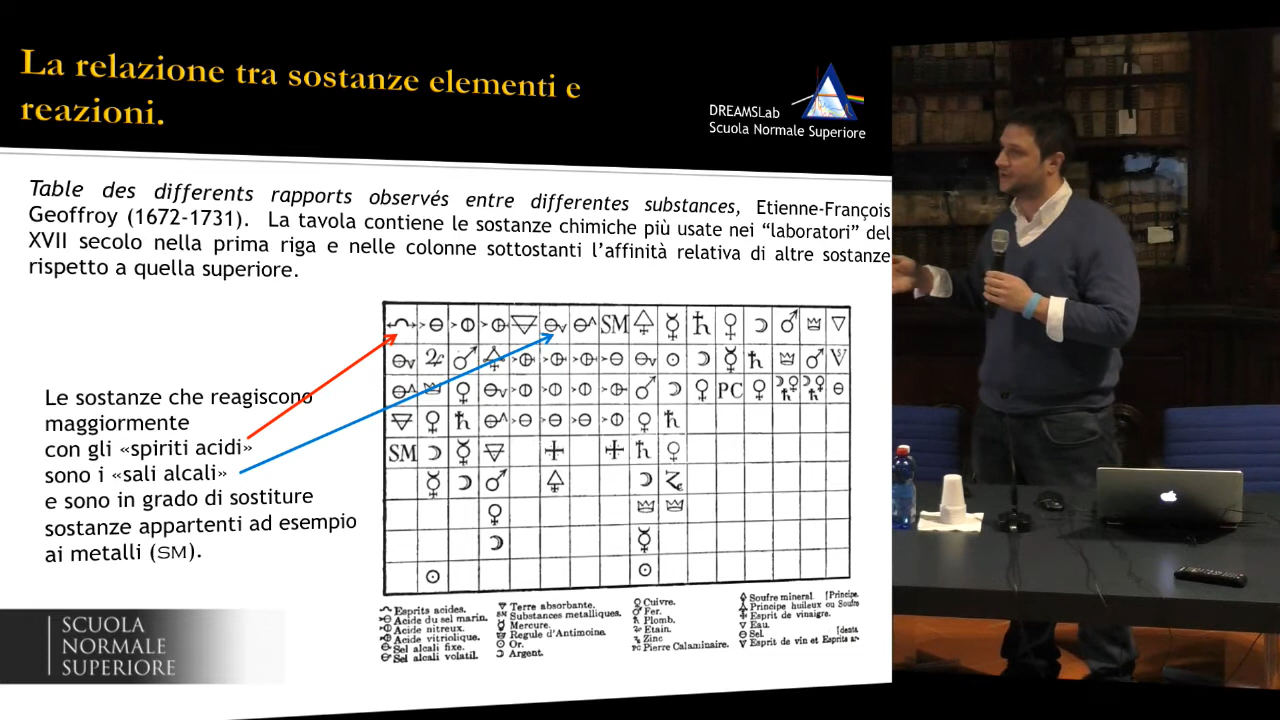 La relazione tra sostanze elementi e
reazioni.
DREAMSLab
Scuola Normale Superiore
Table des differents rapports observés entre differentes substances, Etienne-François
Geoffroy (1672-1731). La tavola contiene le sostanze chimiche più usate nei “laboratori” del
XVII secolo nella prima riga e nelle colonne sottostanti l’affinità relativa di altre sostanze
rispetto a quella superiore.
Le sostanze che reagiscono
maggiormente
con gli «spiriti acidi»
sono i «sali alcali»
e sono in grado di sostiture
sostanze appartenti ad esempio
ai metalli (SM).
SM
PC
SM
Esprits acides.
Acide du sel marin.
Acide nitreux.
Acide vitriolique.
Sel alcali fixe.
Sel alcali volatil.
Terre absorbante.
SM Substances metalliques.
Mercure.
Regule d'Antimoine.
Or.
Argent.
Cuivre.
Fer.
Plomb.
Etain.
Zinc
PC Pierre Calaminaire.
Soufre mineral. [Principe.
Principe huileux ou Soufre
Esprit de vinaigre.
Eau.
Sel. [dents
Esprit de vin et Esprits ar-
SCUOLA
NORMALE
SUPERIORE